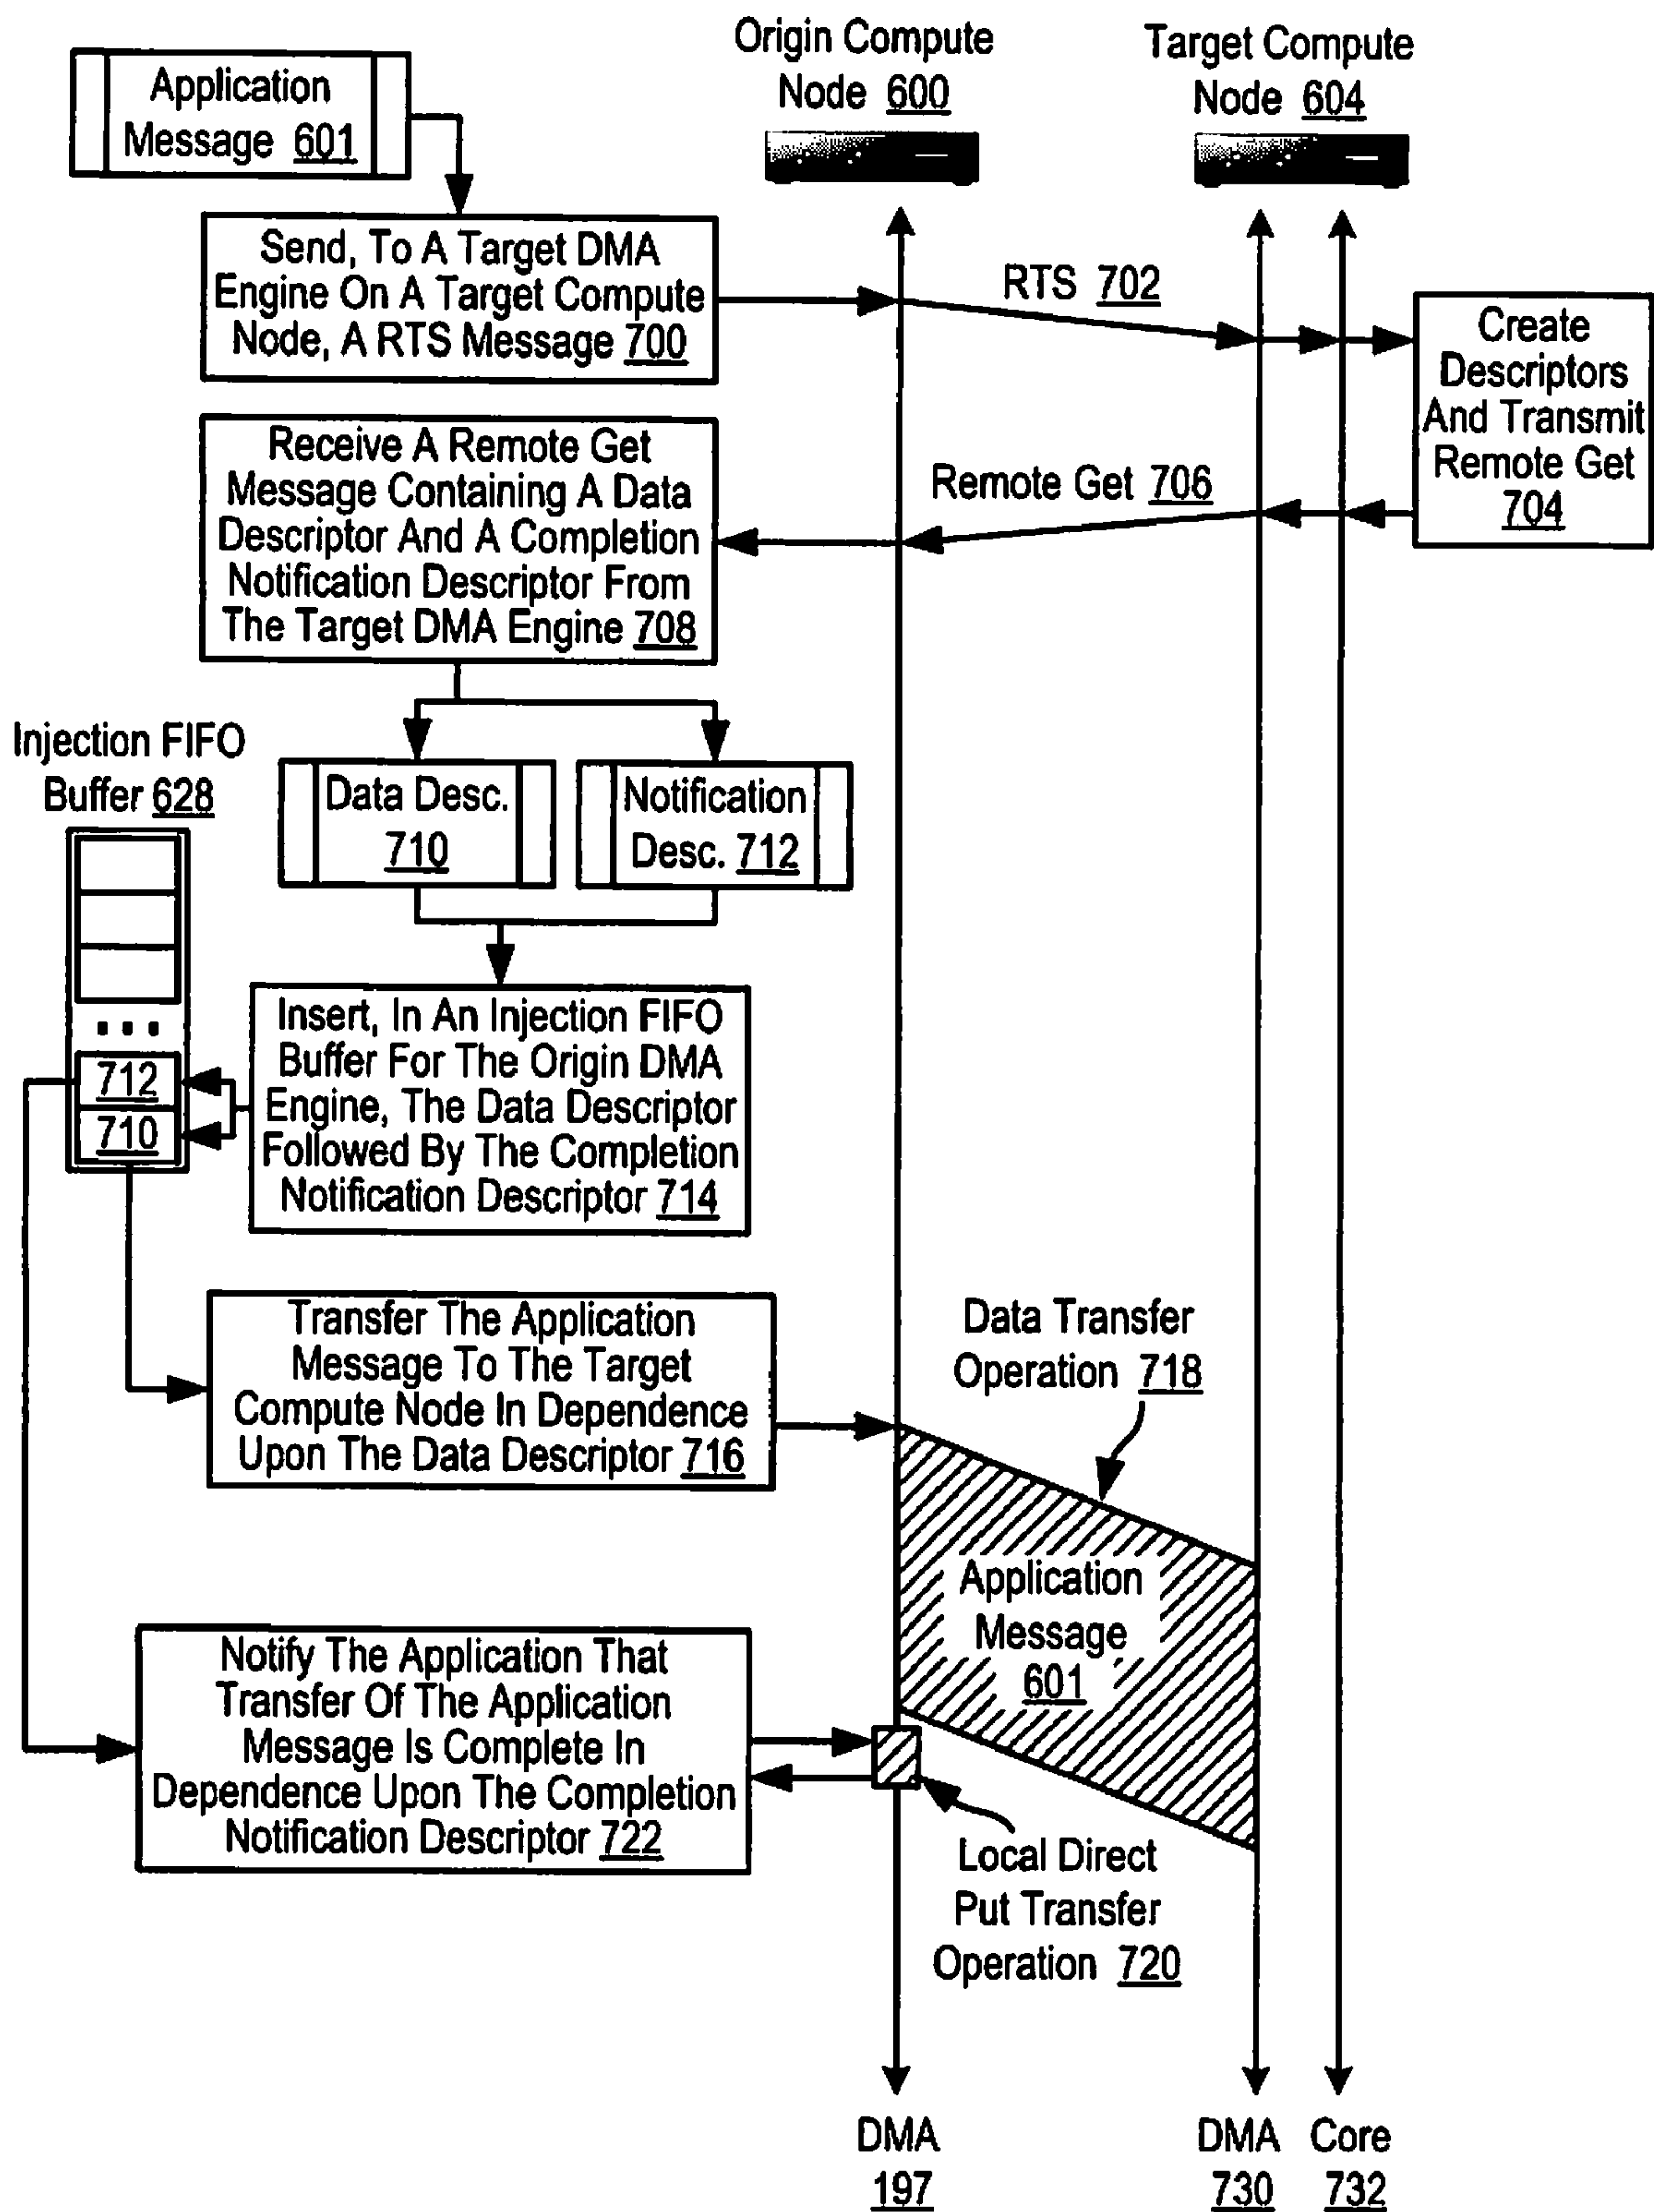 Origin Compute
Node 600
Target Compute
Node 604
Application
Message 601
Send, To A Target DMA
Engine On A Target Compute
Node, A RTS Message 700
RTS 702
Create
Descriptors
And Transmit
Remote Get
704
Receive A Remote Get
Message Containing A Data
Descriptor And A Completion
Notification Descriptor From
The Target DMA Engine 708
Remote Get 706
Injection FIFO
Buffer 628
Data Desc.
710
Notification
Desc. 712
Insert, In An Injection FIFO
Buffer For The Origin DMA
Engine, The Data Descriptor
Followed By The Completion
Notification Descriptor 714
...
712
710
Transfer The Application
Message To The Target
Compute Node In Dependence
Upon The Data Descriptor 716
Data Transfer
Operation 718
Application
Message
601
Notify The Application That
Transfer Of The Application
Message Is Complete In
Dependence Upon The Completion
Notification Descriptor 722
Local Direct
Put Transfer
Operation 720
DMA
197
DMA
730
Core
732